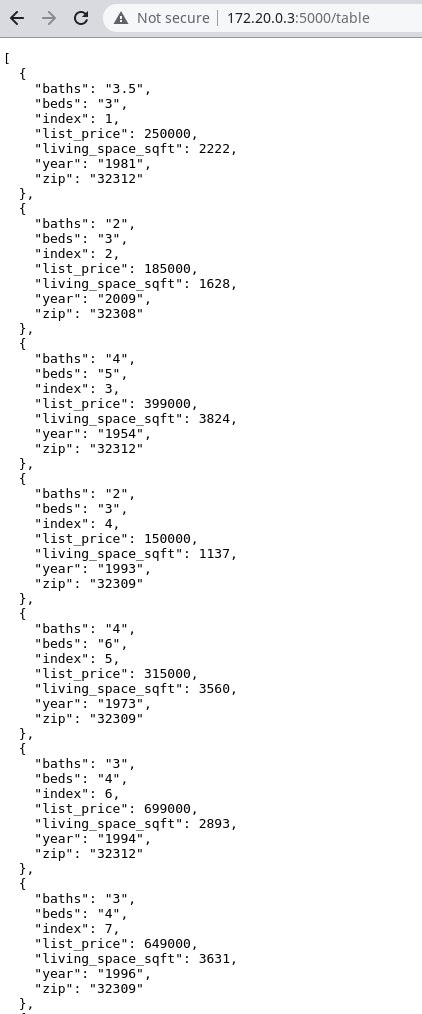 Not secure 172.20.0.3:5000/table
[
  {
    "baths": "3.5",
    "beds": "3",
    "index": 1,
    "list_price": 250000,
    "living_space_sqft": 2222,
    "year": "1981",
    "zip": "32312"
  },
  {
    "baths": "2",
    "beds": "3",
    "index": 2,
    "list_price": 185000,
    "living_space_sqft": 1628,
    "year": "2009",
    "zip": "32308"
  },
  {
    "baths": "4",
    "beds": "5",
    "index": 3,
    "list_price": 399000,
    "living_space_sqft": 3824,
    "year": "1954",
    "zip": "32312"
  },
  {
    "baths": "2",
    "beds": "3",
    "index": 4,
    "list_price": 150000,
    "living_space_sqft": 1137,
    "year": "1993",
    "zip": "32309"
  },
  {
    "baths": "4",
    "beds": "6",
    "index": 5,
    "list_price": 315000,
    "living_space_sqft": 3560,
    "year": "1973",
    "zip": "32309"
  },
  {
    "baths": "3",
    "beds": "4",
    "index": 6,
    "list_price": 699000,
    "living_space_sqft": 2893,
    "year": "1994",
    "zip": "32312"
  },
  {
    "baths": "3",
    "beds": "4",
    "index": 7,
    "list_price": 649000,
    "living_space_sqft": 3631,
    "year": "1996",
    "zip": "32309"
  },